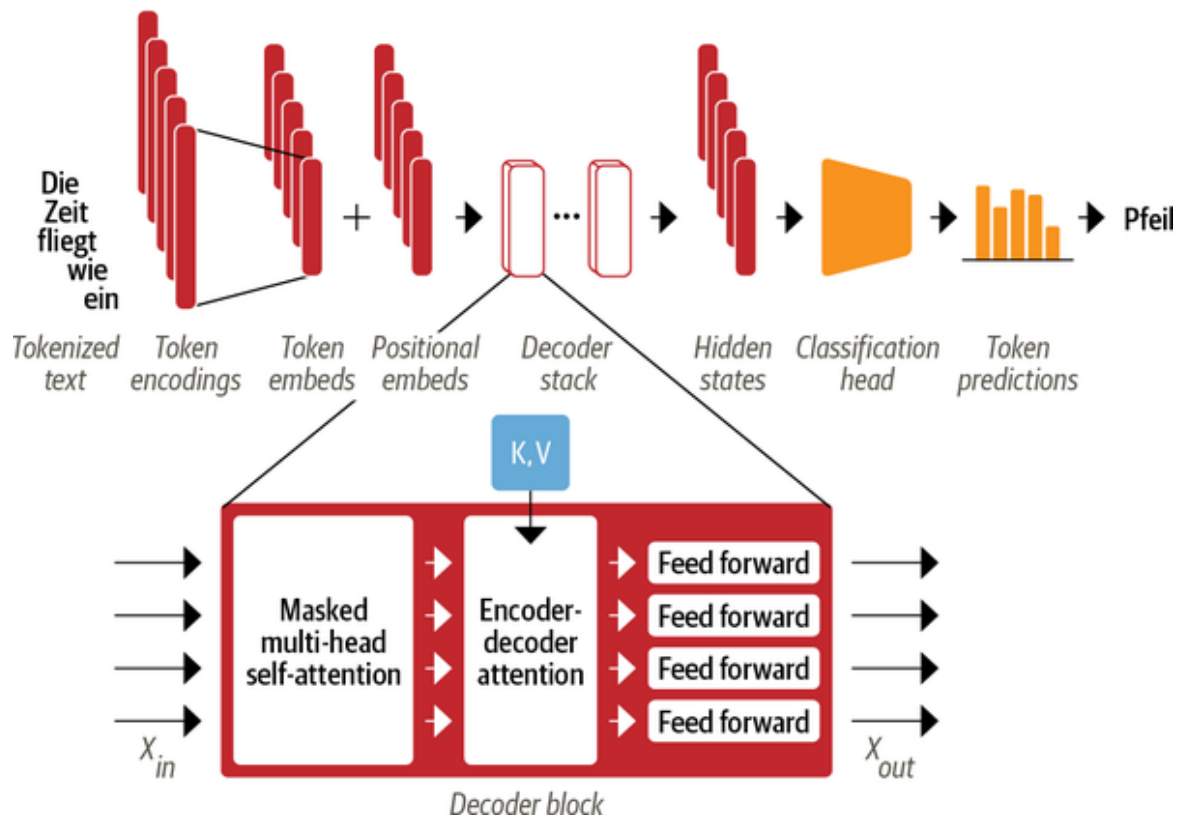 Die
Zeit
fliegt
wie
ein
+
...
Pfeil
Tokenized
text
Token
encodings
Token
embeds
Positional
embeds
Decoder
stack
Hidden
states
Classification
head
Token
predictions
K, V
Masked
multi-head
self-attention
Encoder-
decoder
attention
Feed forward
Feed forward
Feed forward
Feed forward
X in
X out
Decoder block